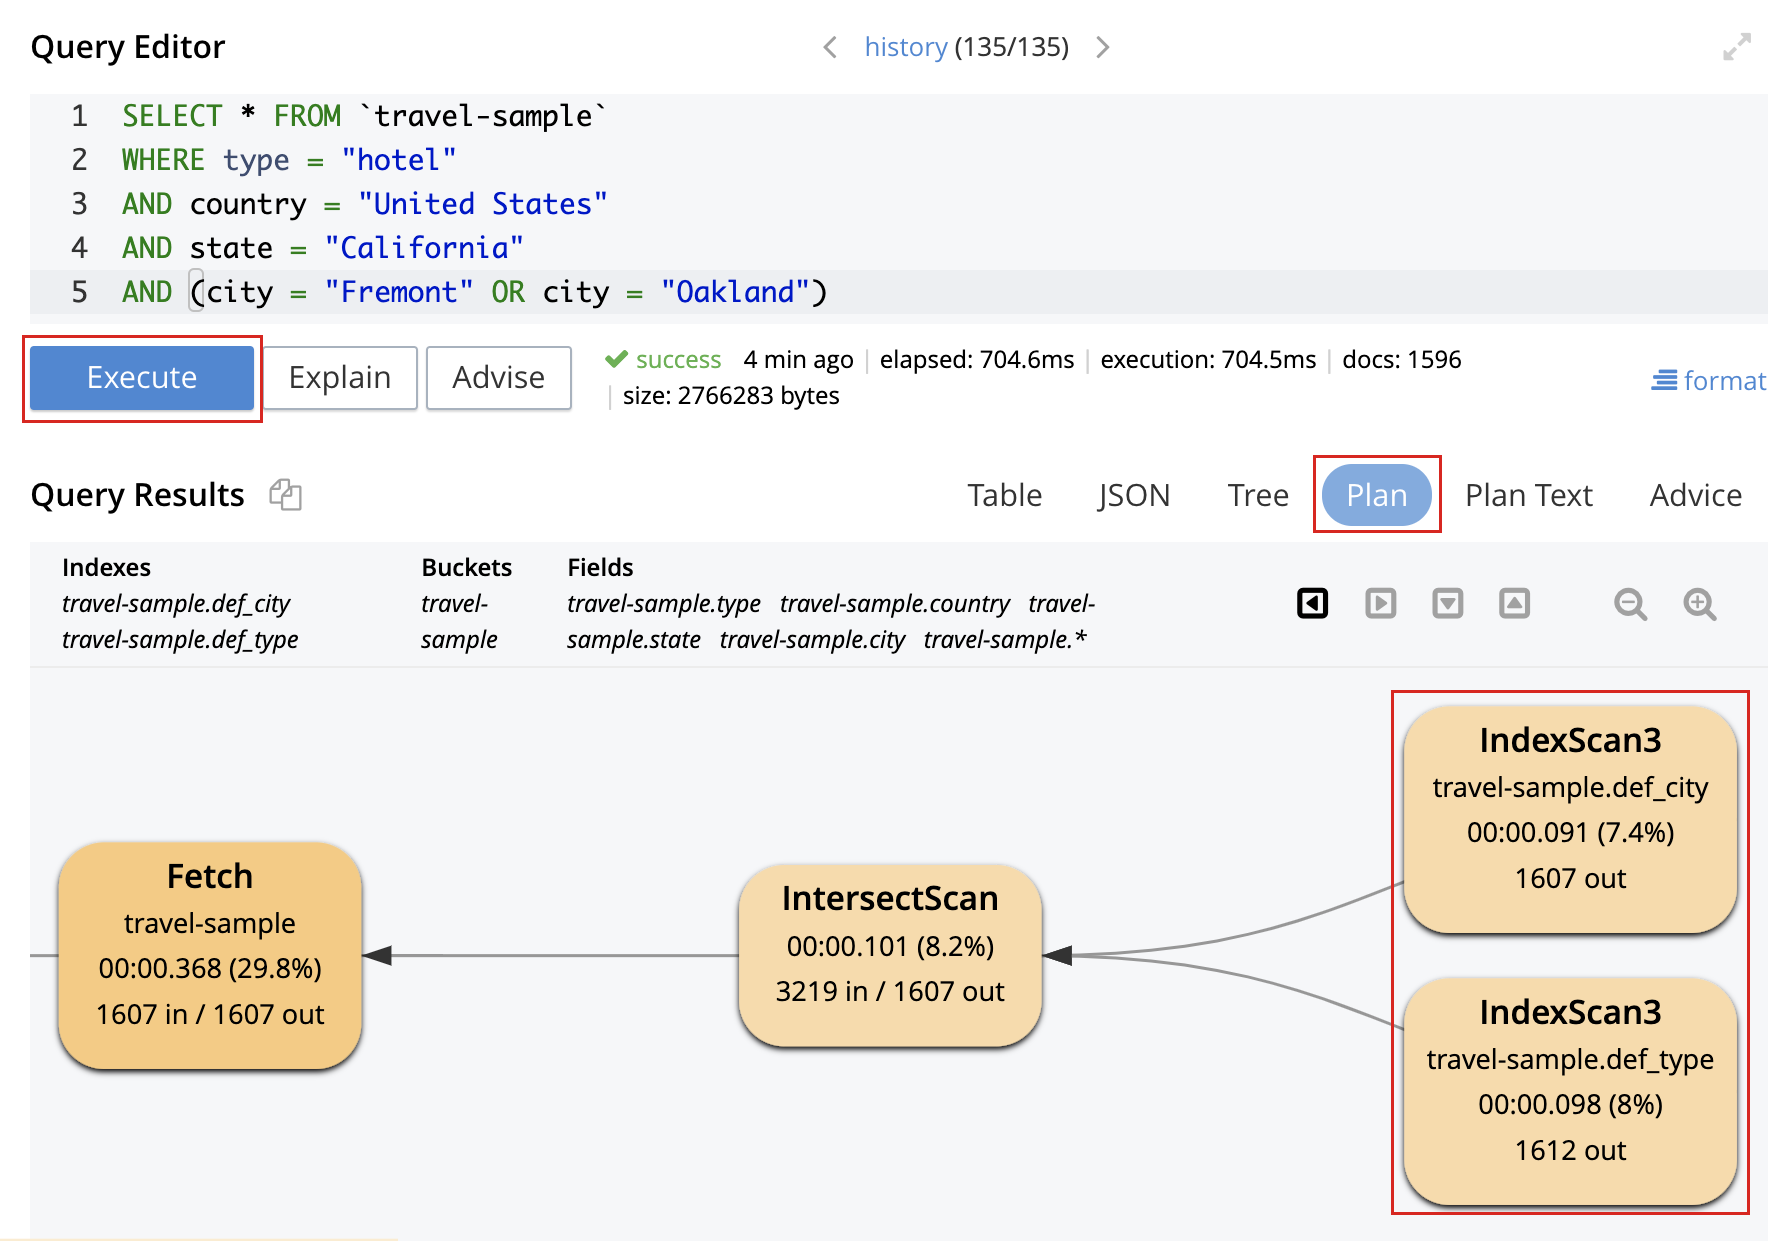 Query Editor
history (135/135)
1 SELECT * FROM `travel-sample`
2 WHERE type = "hotel"
3 AND country = "United States"
4 AND state = "California"
5 AND (city = "Fremont" OR city = "Oakland")
Execute Explain Advise
success 4 min ago | elapsed: 704.6ms | execution: 704.5ms | docs: 1596
| size: 2766283 bytes
format
Query Results
Table JSON Tree Plan Plan Text Advice
Indexes Buckets Fields
travel-sample.def_city travel- travel-sample.type travel-sample.country travel-
travel-sample.def_type sample sample.state travel-sample.city travel-sample.*
IndexScan3
travel-sample.def_city
00:00.091 (7.4%)
1607 out
Fetch
travel-sample
00:00.368 (29.8%)
1607 in / 1607 out
IntersectScan
00:00.101 (8.2%)
3219 in / 1607 out
IndexScan3
travel-sample.def_type
00:00.098 (8%)
1612 out